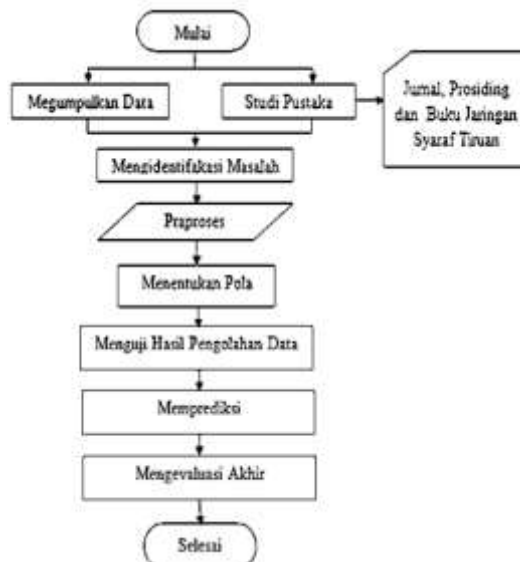 Mulai
Megumpulkan Data
Studi Pustaka
Jurnal, Prosiding
dan Buku Jaringan
Syaraf Tiruan
Mengidentifakasi Masalah
Praproses
Menentukan Pola
Menguji Hasil Pengolahan Data
Memprediksi
Mengevaluasi Akhir
Selesai